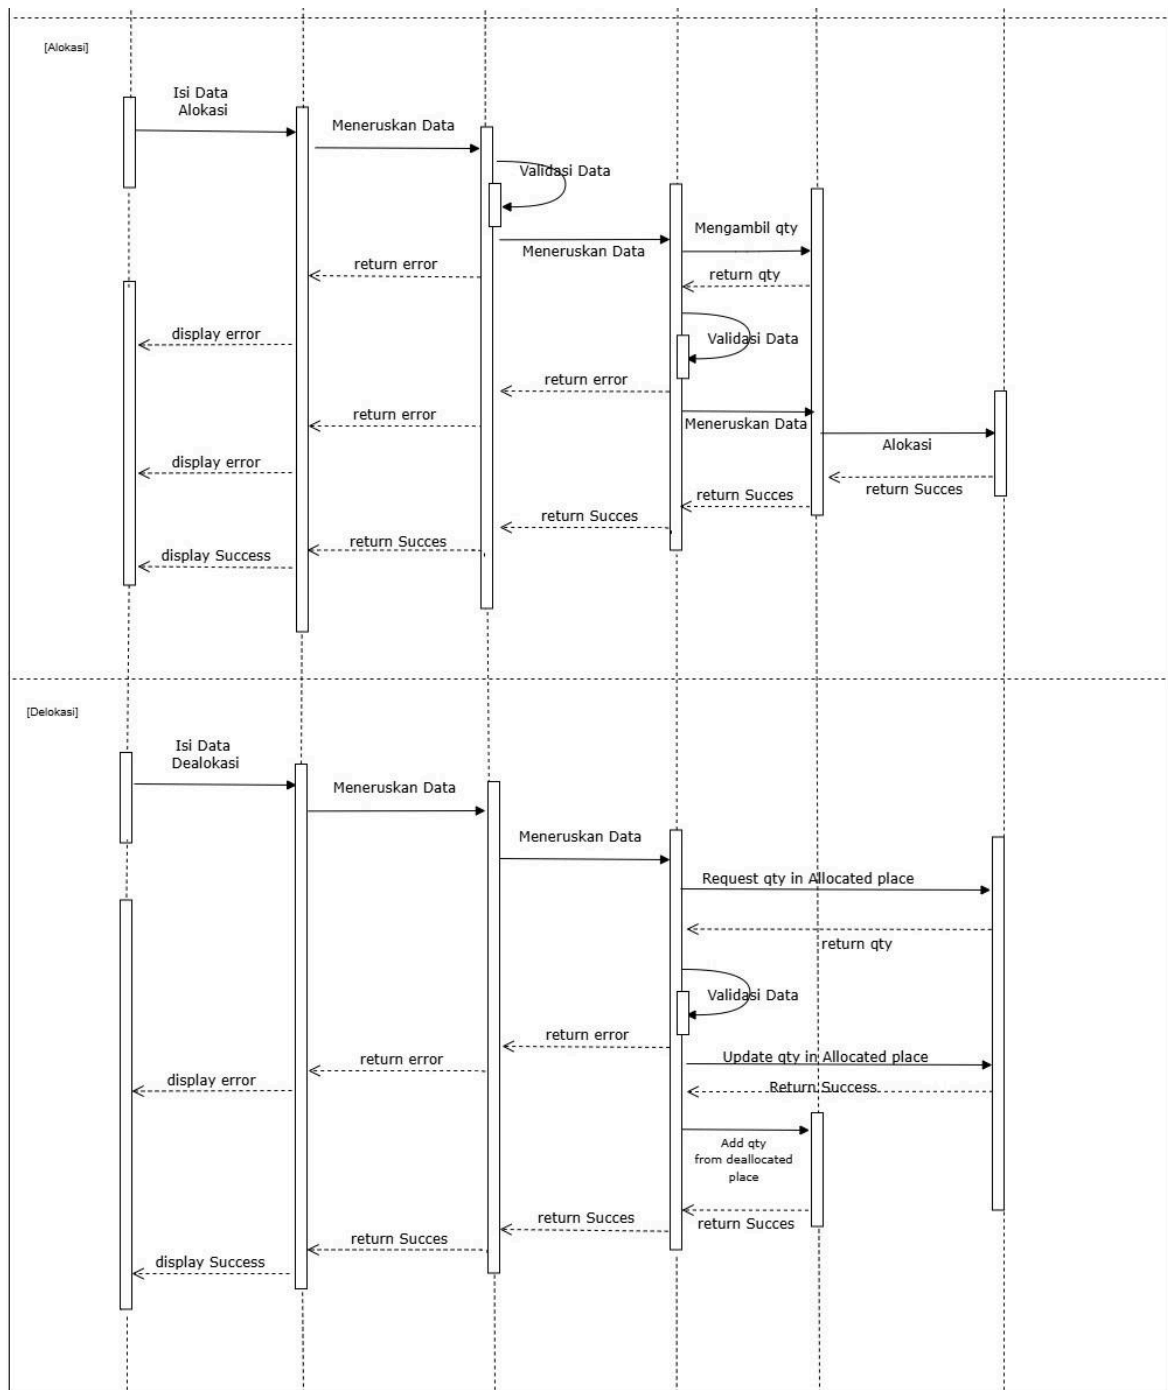 [Alokasi]
Isi Data
Alokasi
Meneruskan Data
Validasi Data
Mengambil qty
Meneruskan Data
return error
return qty
display error
Validasi Data
return error
return error
Meneruskan Data
Alokasi
display error
return Succes
return Succes
return Succes
return Succes
display Success
[Delokasi]
Isi Data
Dealokasi
Meneruskan Data
Meneruskan Data
Request qty in Allocated place
return qty
Validasi Data
return error
return error
Update qty in Allocated place
display error
Return Success
Add qty
from deallocated
place
return Succes
return Succes
return Succes
display Success